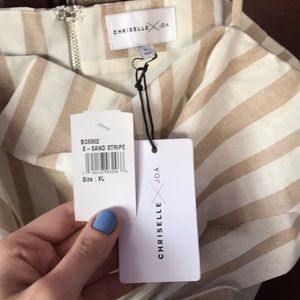 CHRISELLE X JOA
BC6902
E - SAND STRIPE
Size : XL
CHRISELLE X JOA